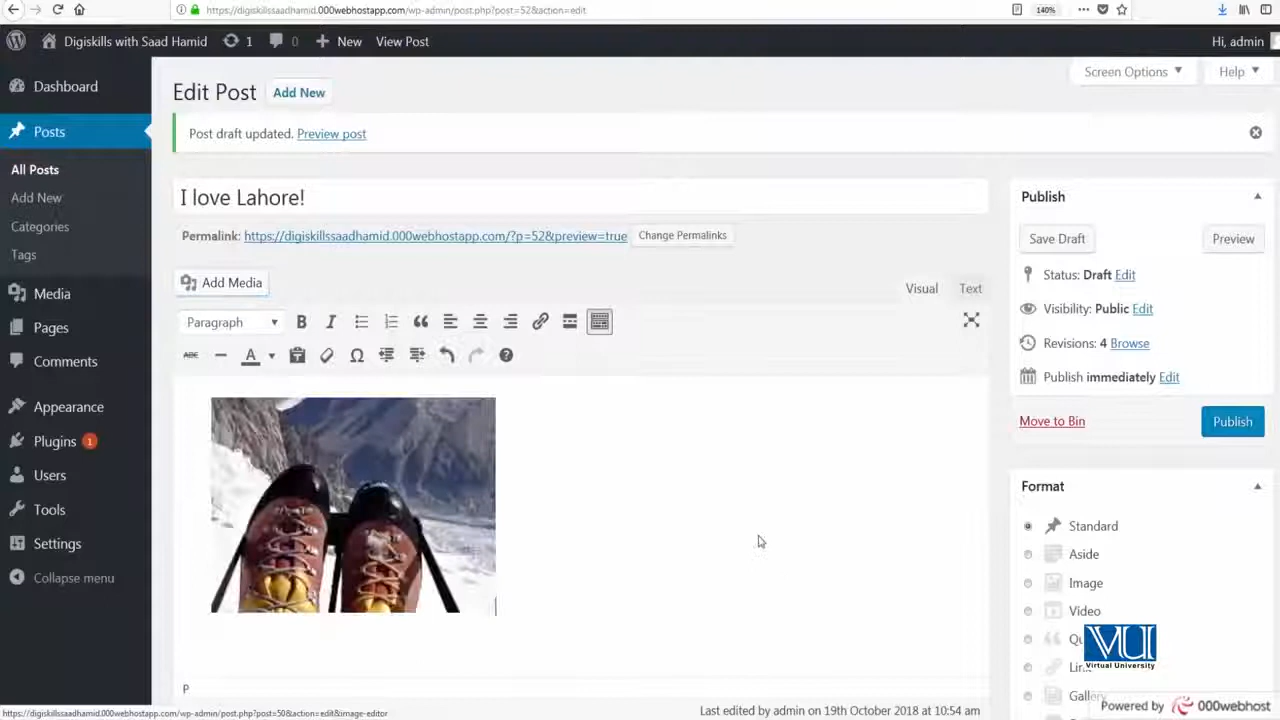 https://digiskillssaadhamid.000webhostapp.com/wp-admin/post.php?post=52&action=edit
140%
Digiskills with Saad Hamid 1 0 New View Post
Hi, admin
Dashboard
Posts
All Posts
Add New
Categories
Tags
Media
Pages
Comments
Appearance
Plugins 1
Users
Tools
Settings
Collapse menu
Screen Options Help
Edit Post Add New
Post draft updated. Preview post
I love Lahore!
Permalink: https://digiskillssaadhamid.000webhostapp.com/?p=52&preview=true Change Permalinks
Add Media
Visual Text
Paragraph B I
ABC A Ω
P
Last edited by admin on 19th October 2018 at 10:54 am
Publish
Save Draft Preview
Status: Draft Edit
Visibility: Public Edit
Revisions: 4 Browse
Publish immediately Edit
Move to Bin Publish
Format
Standard
Aside
Image
Video
VU
Virtual University
Powered by 000webhost
https://digiskillssaadhamid.000webhostapp.com/wp-admin/post.php?post=50&action=edit&image-editor